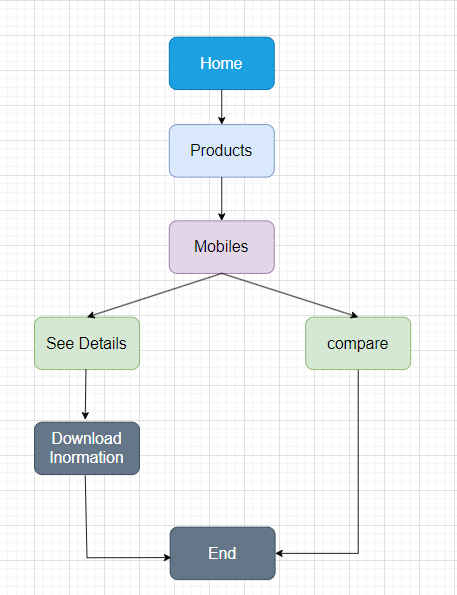 Home
Products
Mobiles
See Details
compare
Download
Inormation
End